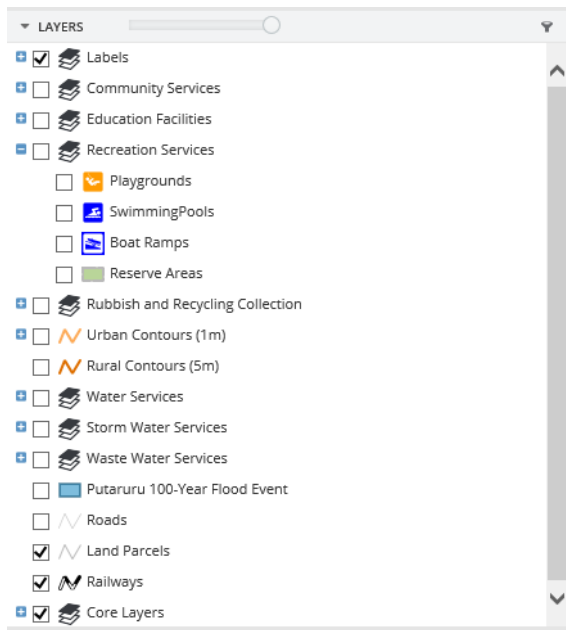 LAYERS
Labels
Community Services
Education Facilities
Recreation Services
Playgrounds
SwimmingPools
Boat Ramps
Reserve Areas
Rubbish and Recycling Collection
Urban Contours (1m)
Rural Contours (5m)
Water Services
Storm Water Services
Waste Water Services
Putaruru 100-Year Flood Event
Roads
Land Parcels
Railways
Core Layers